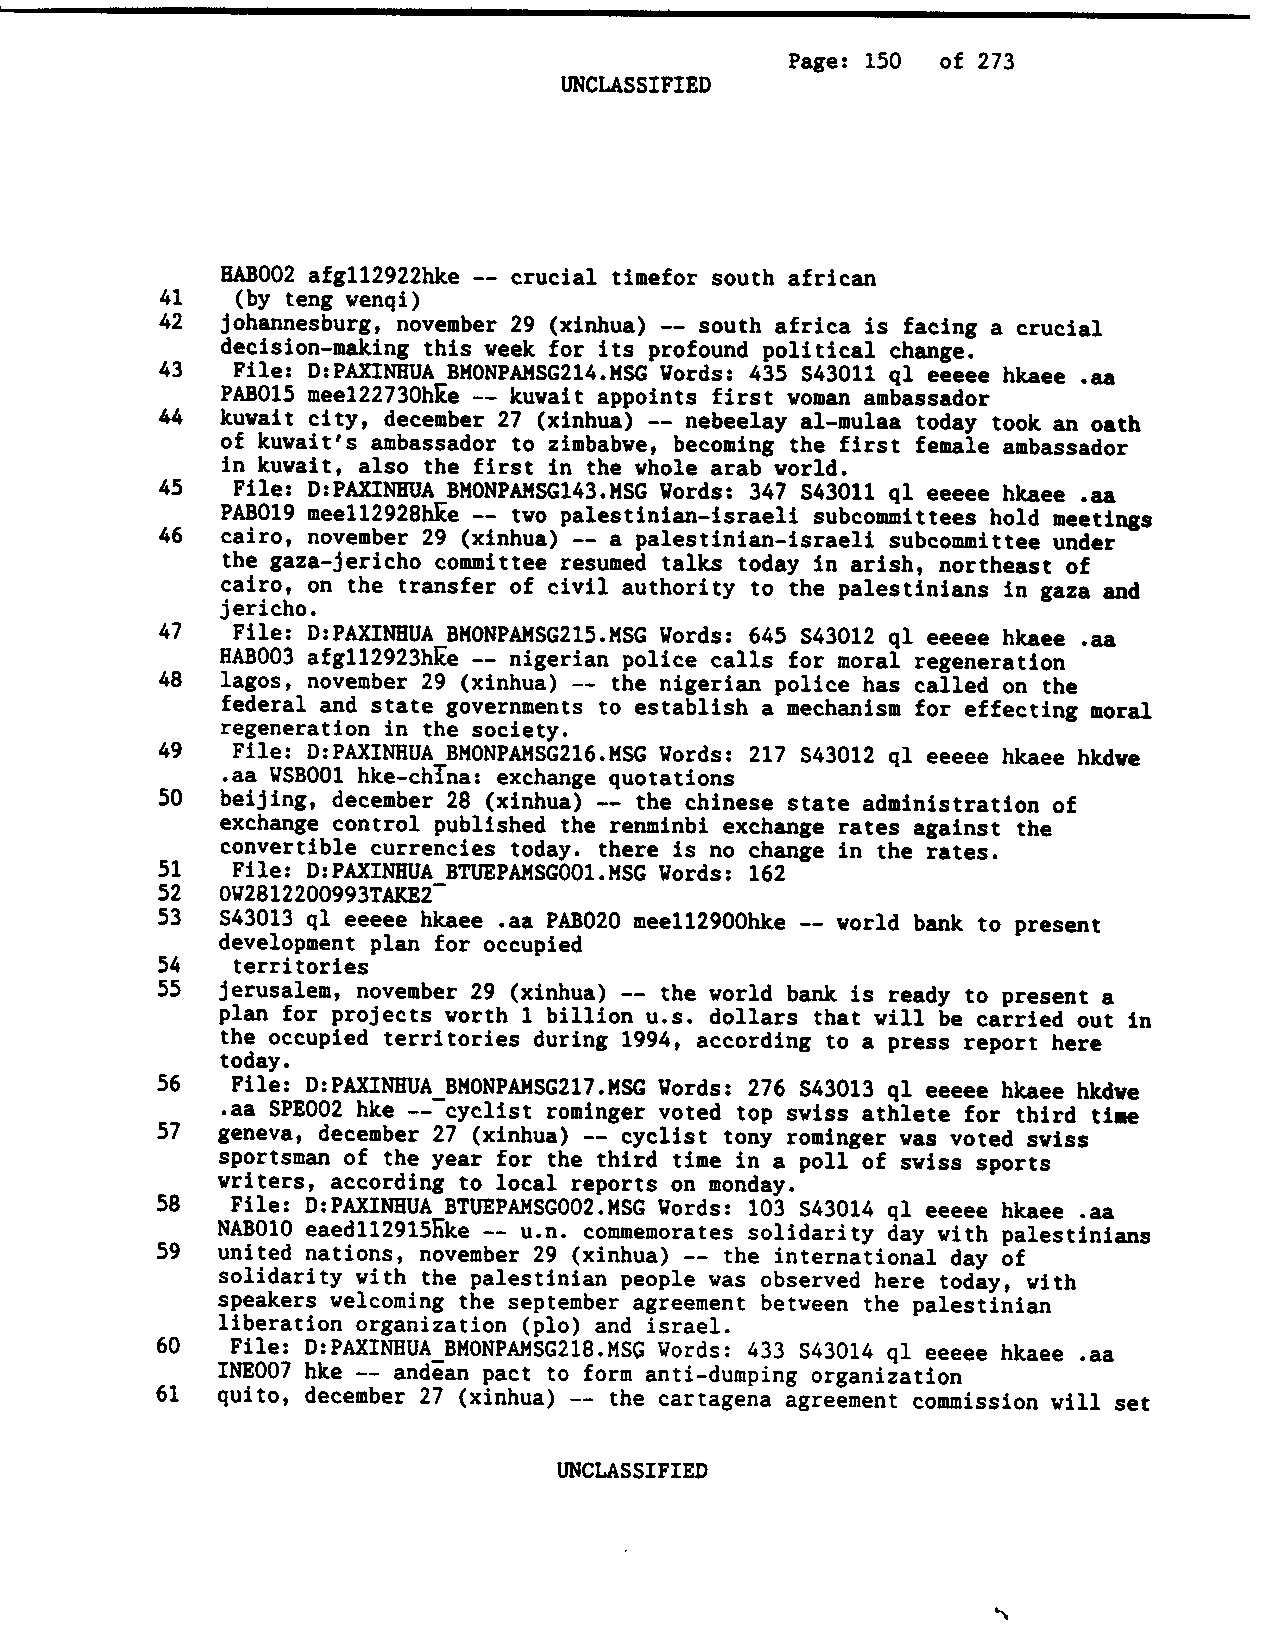 Page: 150 of 273
UNCLASSIFIED
HAB002 afgl12922hke -- crucial timefor south african
41 (by teng wenqi)
42 johannesburg, november 29 (xinhua) -- south africa is facing a crucial
decision-making this week for its profound political change.
43 File: D:PAXINHUA_BMONPAMSG214.MSG Words: 435 S43011 ql eeeee hkaee .aa
PAB015 meel122730hke -- kuwait appoints first woman ambassador
44 kuwait city, december 27 (xinhua) -- nebeelay al-mulaa today took an oath
of kuwait's ambassador to zimbabwe, becoming the first female ambassador
in kuwait, also the first in the whole arab world.
45 File: D:PAXINHUA_BMONPAMSG143.MSG Words: 347 S43011 ql eeeee hkaee .aa
PAB019 meel112928hke -- two palestinian-israeli subcommittees hold meetings
46 cairo, november 29 (xinhua) -- a palestinian-israeli subcommittee under
the gaza-jericho committee resumed talks today in arish, northeast of
cairo, on the transfer of civil authority to the palestinians in gaza and
jericho.
47 File: D:PAXINHUA_BMONPAMSG215.MSG Words: 645 S43012 ql eeeee hkaee .aa
HAB003 afgl112923hke -- nigerian police calls for moral regeneration
48 lagos, november 29 (xinhua) -- the nigerian police has called on the
federal and state governments to establish a mechanism for effecting moral
regeneration in the society.
49 File: D:PAXINHUA_BMONPAMSG216.MSG Words: 217 S43012 ql eeeee hkaee hkdwe
.aa WSB001 hke-china: exchange quotations
50 beijing, december 28 (xinhua) -- the chinese state administration of
exchange control published the renminbi exchange rates against the
convertible currencies today. there is no change in the rates.
51 File: D:PAXINHUA_BTUEPAMSG001.MSG Words: 162
52 OW2812200993TAKE2
53 S43013 ql eeeee hkaee .aa PAB020 meel112900hke -- world bank to present
development plan for occupied
54 territories
55 jerusalem, november 29 (xinhua) -- the world bank is ready to present a
plan for projects worth 1 billion u.s. dollars that will be carried out in
the occupied territories during 1994, according to a press report here
today.
56 File: D:PAXINHUA_BMONPAMSG217.MSG Words: 276 S43013 ql eeeee hkaee hkdwe
.aa SPE002 hke -- cyclist rominger voted top swiss athlete for third time
57 geneva, december 27 (xinhua) -- cyclist tony rominger was voted swiss
sportsman of the year for the third time in a poll of swiss sports
writers, according to local reports on monday.
58 File: D:PAXINHUA_BTUEPAMSG002.MSG Words: 103 S43014 ql eeeee hkaee .aa
NAB010 eaedl12915hke -- u.n. commemorates solidarity day with palestinians
59 united nations, november 29 (xinhua) -- the international day of
solidarity with the palestinian people was observed here today, with
speakers welcoming the september agreement between the palestinian
liberation organization (plo) and israel.
60 File: D:PAXINHUA_BMONPAMSG218.MSG Words: 433 S43014 ql eeeee hkaee .aa
INE007 hke -- andean pact to form anti-dumping organization
61 quito, december 27 (xinhua) -- the cartagena agreement commission will set
UNCLASSIFIED